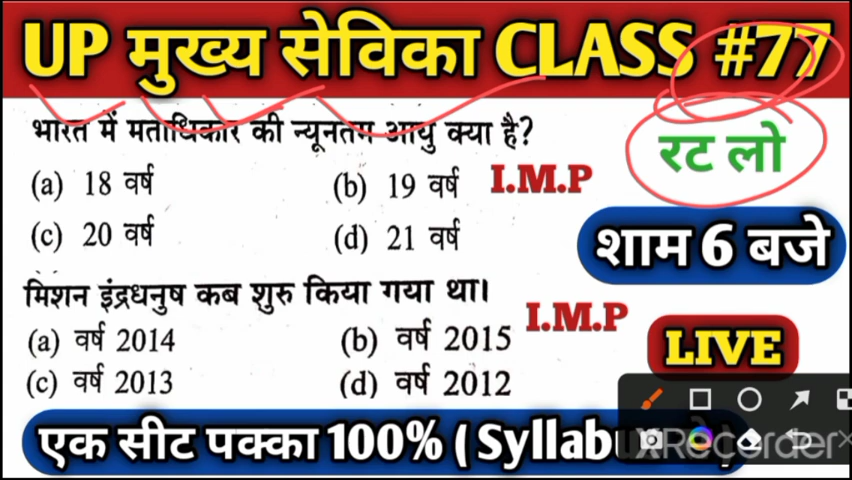 UP मुख्य सेविका CLASS #77
भारत में मताधिकार की न्यूनतम आयु क्या है?
रट लो
(a) 18 वर्ष (b) 19 वर्ष I.M.P
(c) 20 वर्ष (d) 21 वर्ष
शाम 6 बजे
मिशन इंद्रधनुष कब शुरु किया गया था।
I.M.P
(a) वर्ष 2014 (b) वर्ष 2015
LIVE
(c) वर्ष 2013 (d) वर्ष 2012
एक सीट पक्का 100% ( Syllab
XRecorder